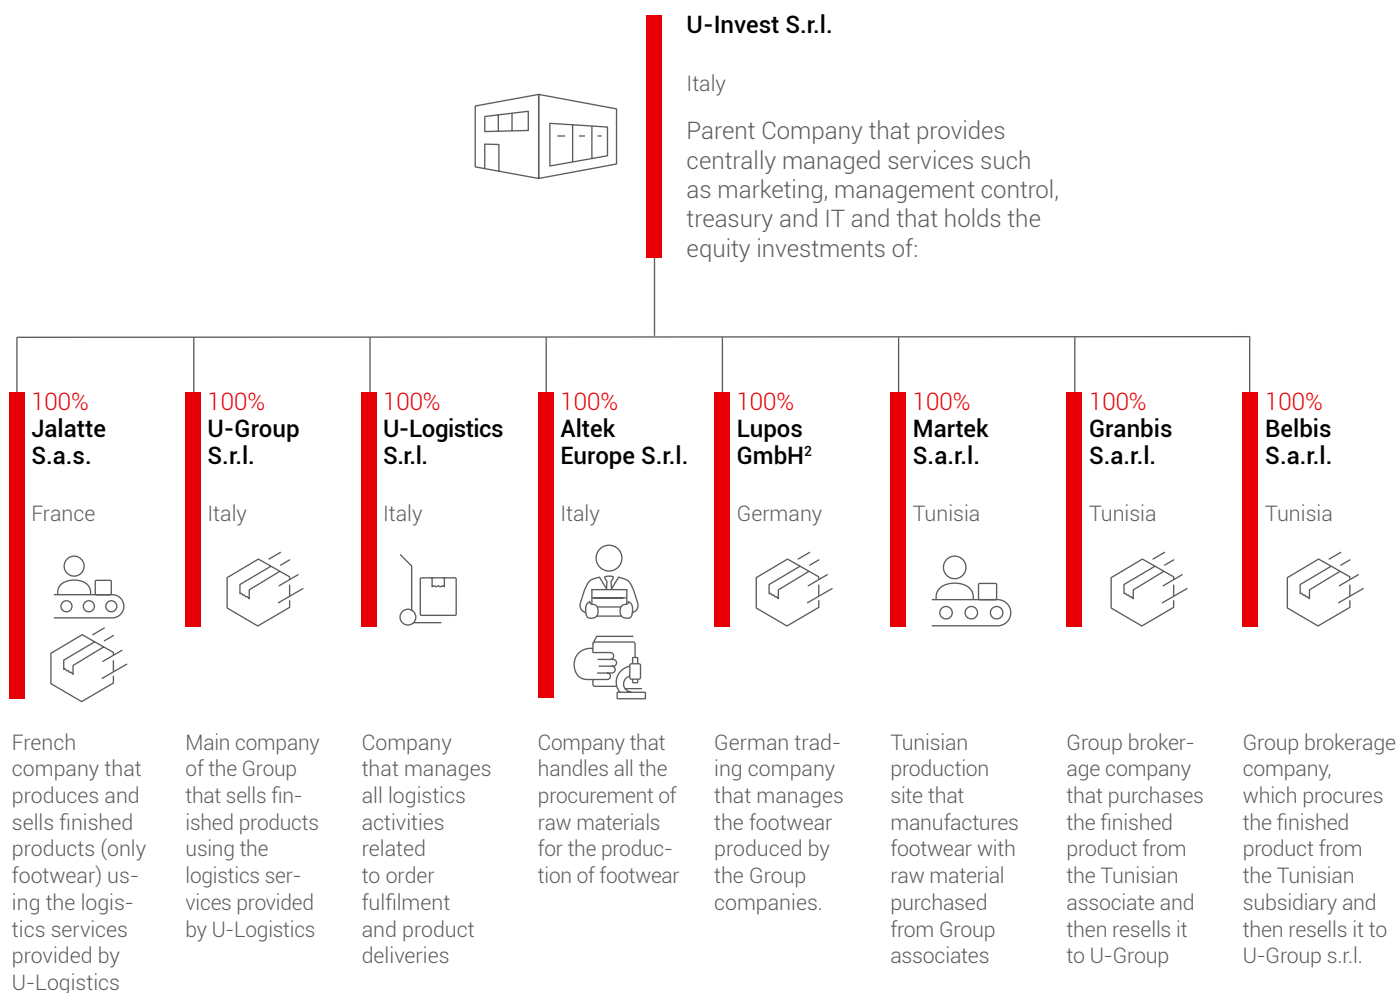 U-Invest S.r.l.
Italy
Parent Company that provides
centrally managed services such
as marketing, management control,
treasury and IT and that holds the
equity investments of:
100%
Jalatte
S.a.s.
France
French
company that
produces and
sells finished
products (only
footwear) us-
ing the logis-
tics services
provided by
U-Logistics
100%
U-Group
S.r.l.
Italy
Main company
of the Group
that sells fin-
ished products
using the
logistics ser-
vices provided
by U-Logistics
100%
U-Logistics
S.r.l.
Italy
Company
that manages
all logistics
activities
related
to order
fulfilment
and product
deliveries
100%
Altek
Europe S.r.l.
Italy
Company that
handles all the
procurement of
raw materials
for the produc-
tion of footwear
100%
Lupos
GmbH²
Germany
German trad-
ing company
that manages
the footwear
produced by
the Group
companies.
100%
Martek
S.a.r.l.
Tunisia
Tunisian
production
site that
manufactures
footwear with
raw material
purchased
from Group
associates
100%
Granbis
S.a.r.l.
Tunisia
Group broker-
age company
that purchases
the finished
product from
the Tunisian
associate and
then resells it
to U-Group
100%
Belbis
S.a.r.l.
Tunisia
Group brokerage
company,
which procures
the finished
product from
the Tunisian
subsidiary and
then resells it to
U-Group s.r.l.